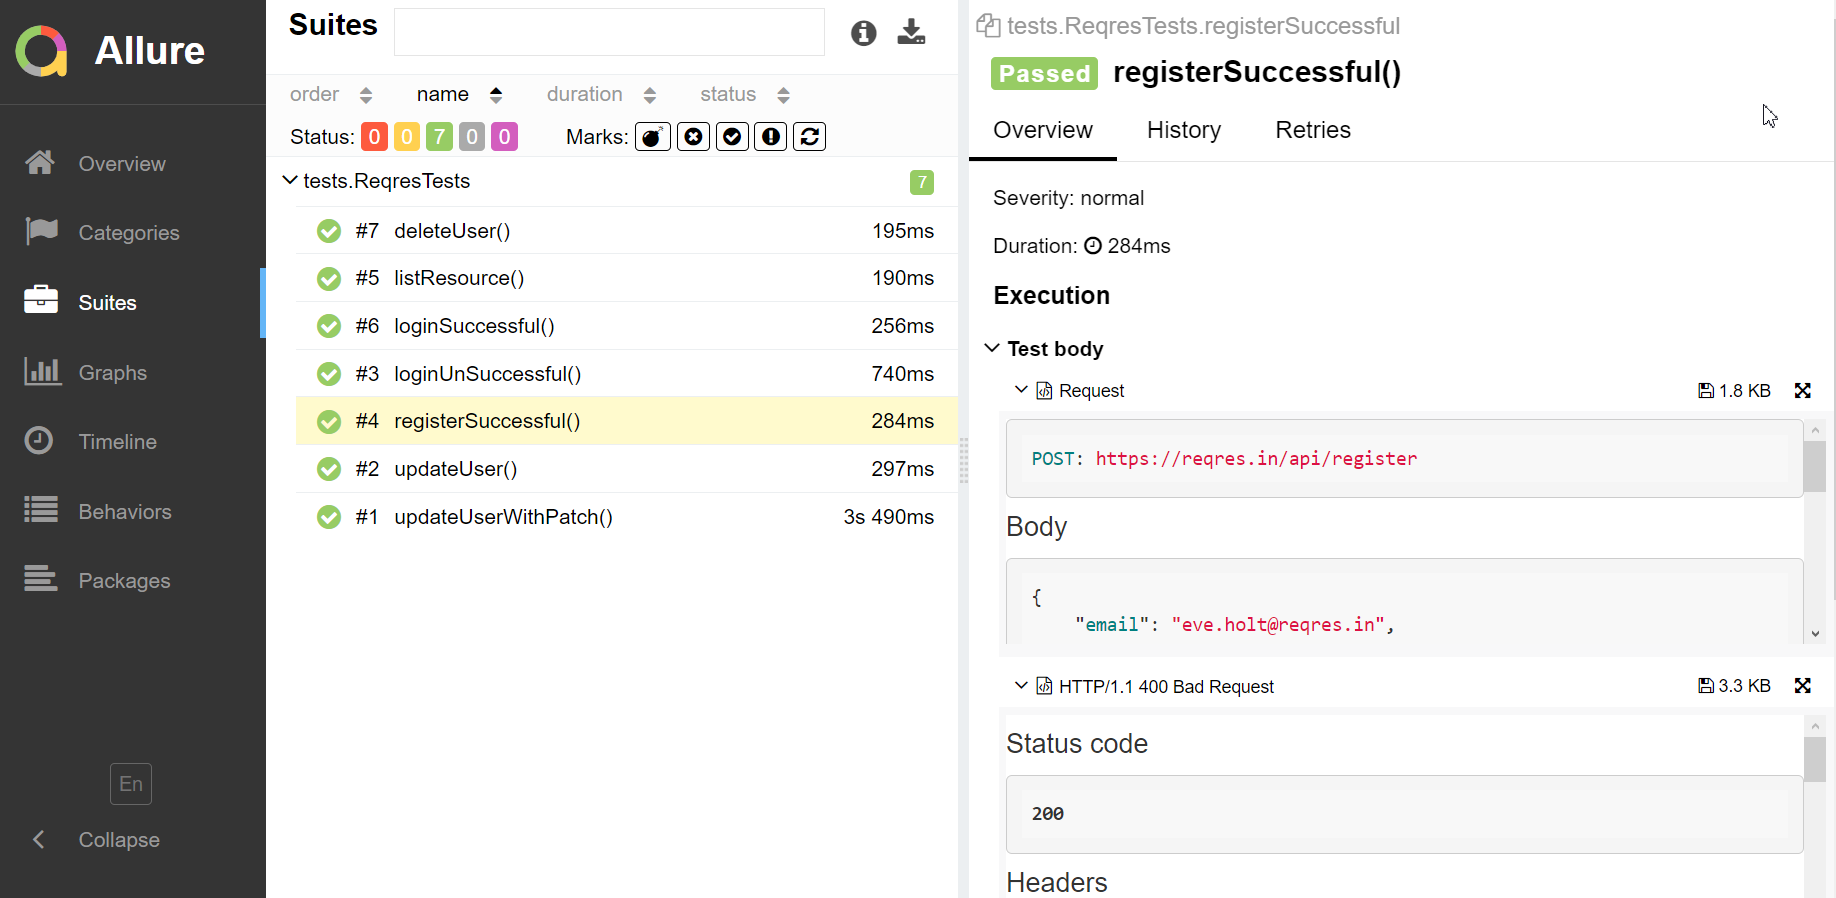 Allure
Overview
Categories
Suites
Graphs
Timeline
Behaviors
Packages
En
Collapse
Suites
order name duration status
Status: 0 0 7 0 0 Marks:
tests.ReqresTests 7
#7 deleteUser() 195ms
#5 listResource() 190ms
#6 loginSuccessful() 256ms
#3 loginUnSuccessful() 740ms
#4 registerSuccessful() 284ms
#2 updateUser() 297ms
#1 updateUserWithPatch() 3s 490ms
tests.ReqresTests.registerSuccessful
Passed registerSuccessful()
Overview History Retries
Severity: normal
Duration: 284ms
Execution
Test body
Request 1.8 KB
POST: https://reqres.in/api/register
Body
{
"email": "eve.holt@reqres.in",
HTTP/1.1 400 Bad Request 3.3 KB
Status code
200
Headers